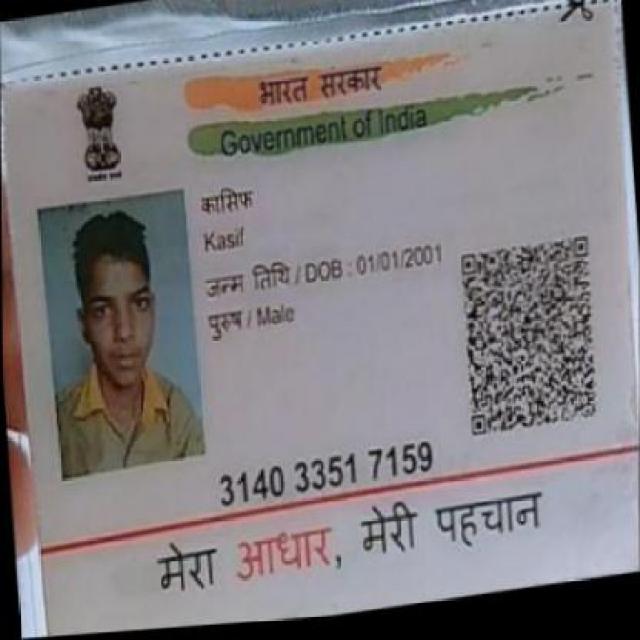 भारत सरकार
Government of India
कासिफ
Kasif
जन्म तिथि / DOB : 01/01/2001
पुरुष / Male
3140 3351 7159
मेरा आधार, मेरी पहचान